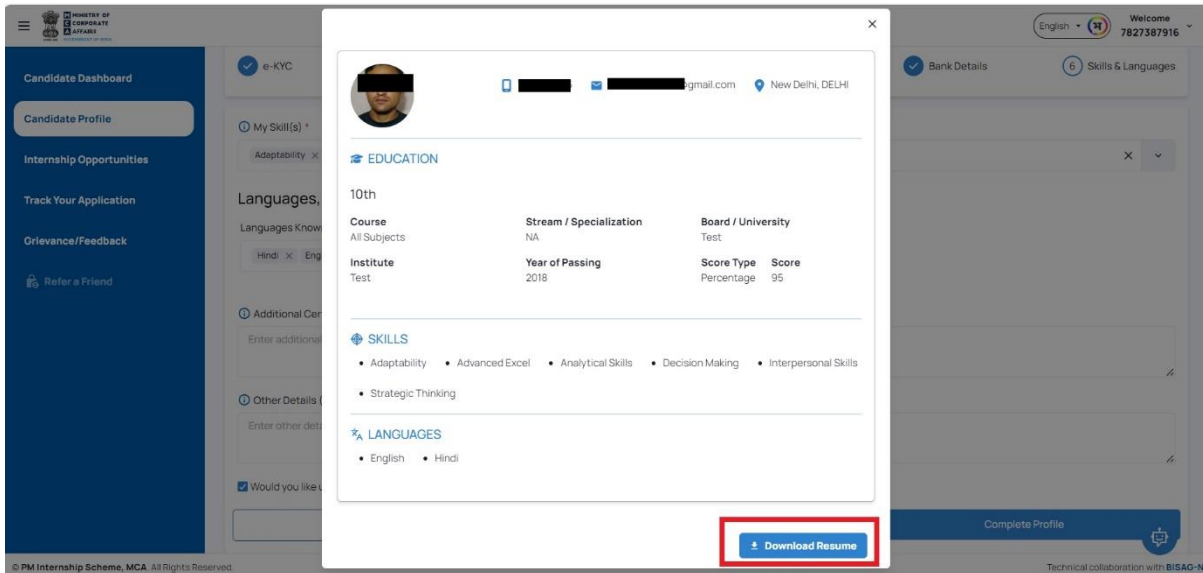 MINISTRY OF
CORPORATE
AFFAIRS
GOVERNMENT OF INDIA
English
Welcome
7827387916
Candidate Dashboard
Candidate Profile
Internship Opportunities
Track Your Application
Grievance/Feedback
Refer a Friend
e-KYC
Bank Details
6 Skills & Languages
My Skill(s) *
Adaptability ×
Languages,
Languages Know
Hindi × Eng
Additional Cer
Enter additional
Other Details (
Enter other deta
Would you like u
Complete Profile
gmail.com New Delhi, DELHI
EDUCATION
10th
Course Stream / Specialization Board / University
All Subjects NA Test
Institute Year of Passing Score Type Score
Test 2018 Percentage 95
SKILLS
• Adaptability • Advanced Excel • Analytical Skills • Decision Making • Interpersonal Skills
• Strategic Thinking
LANGUAGES
• English • Hindi
Download Resume
© PM Internship Scheme, MCA. All Rights Reserved.
Technical collaboration with BISAG-N